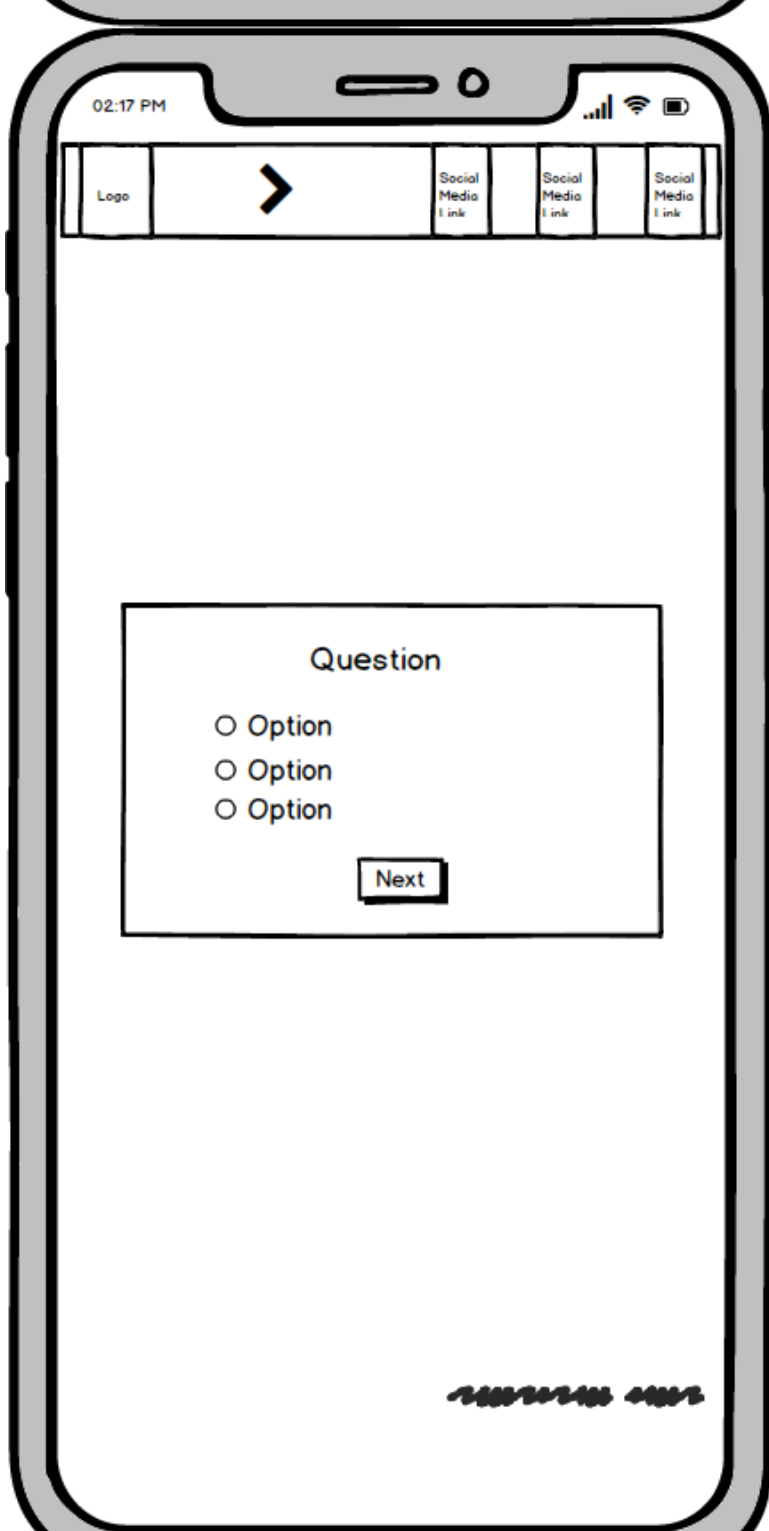 02:17 PM
Logo
Social
Media
Link
Social
Media
Link
Social
Media
Link
Question
Option
Option
Option
Next